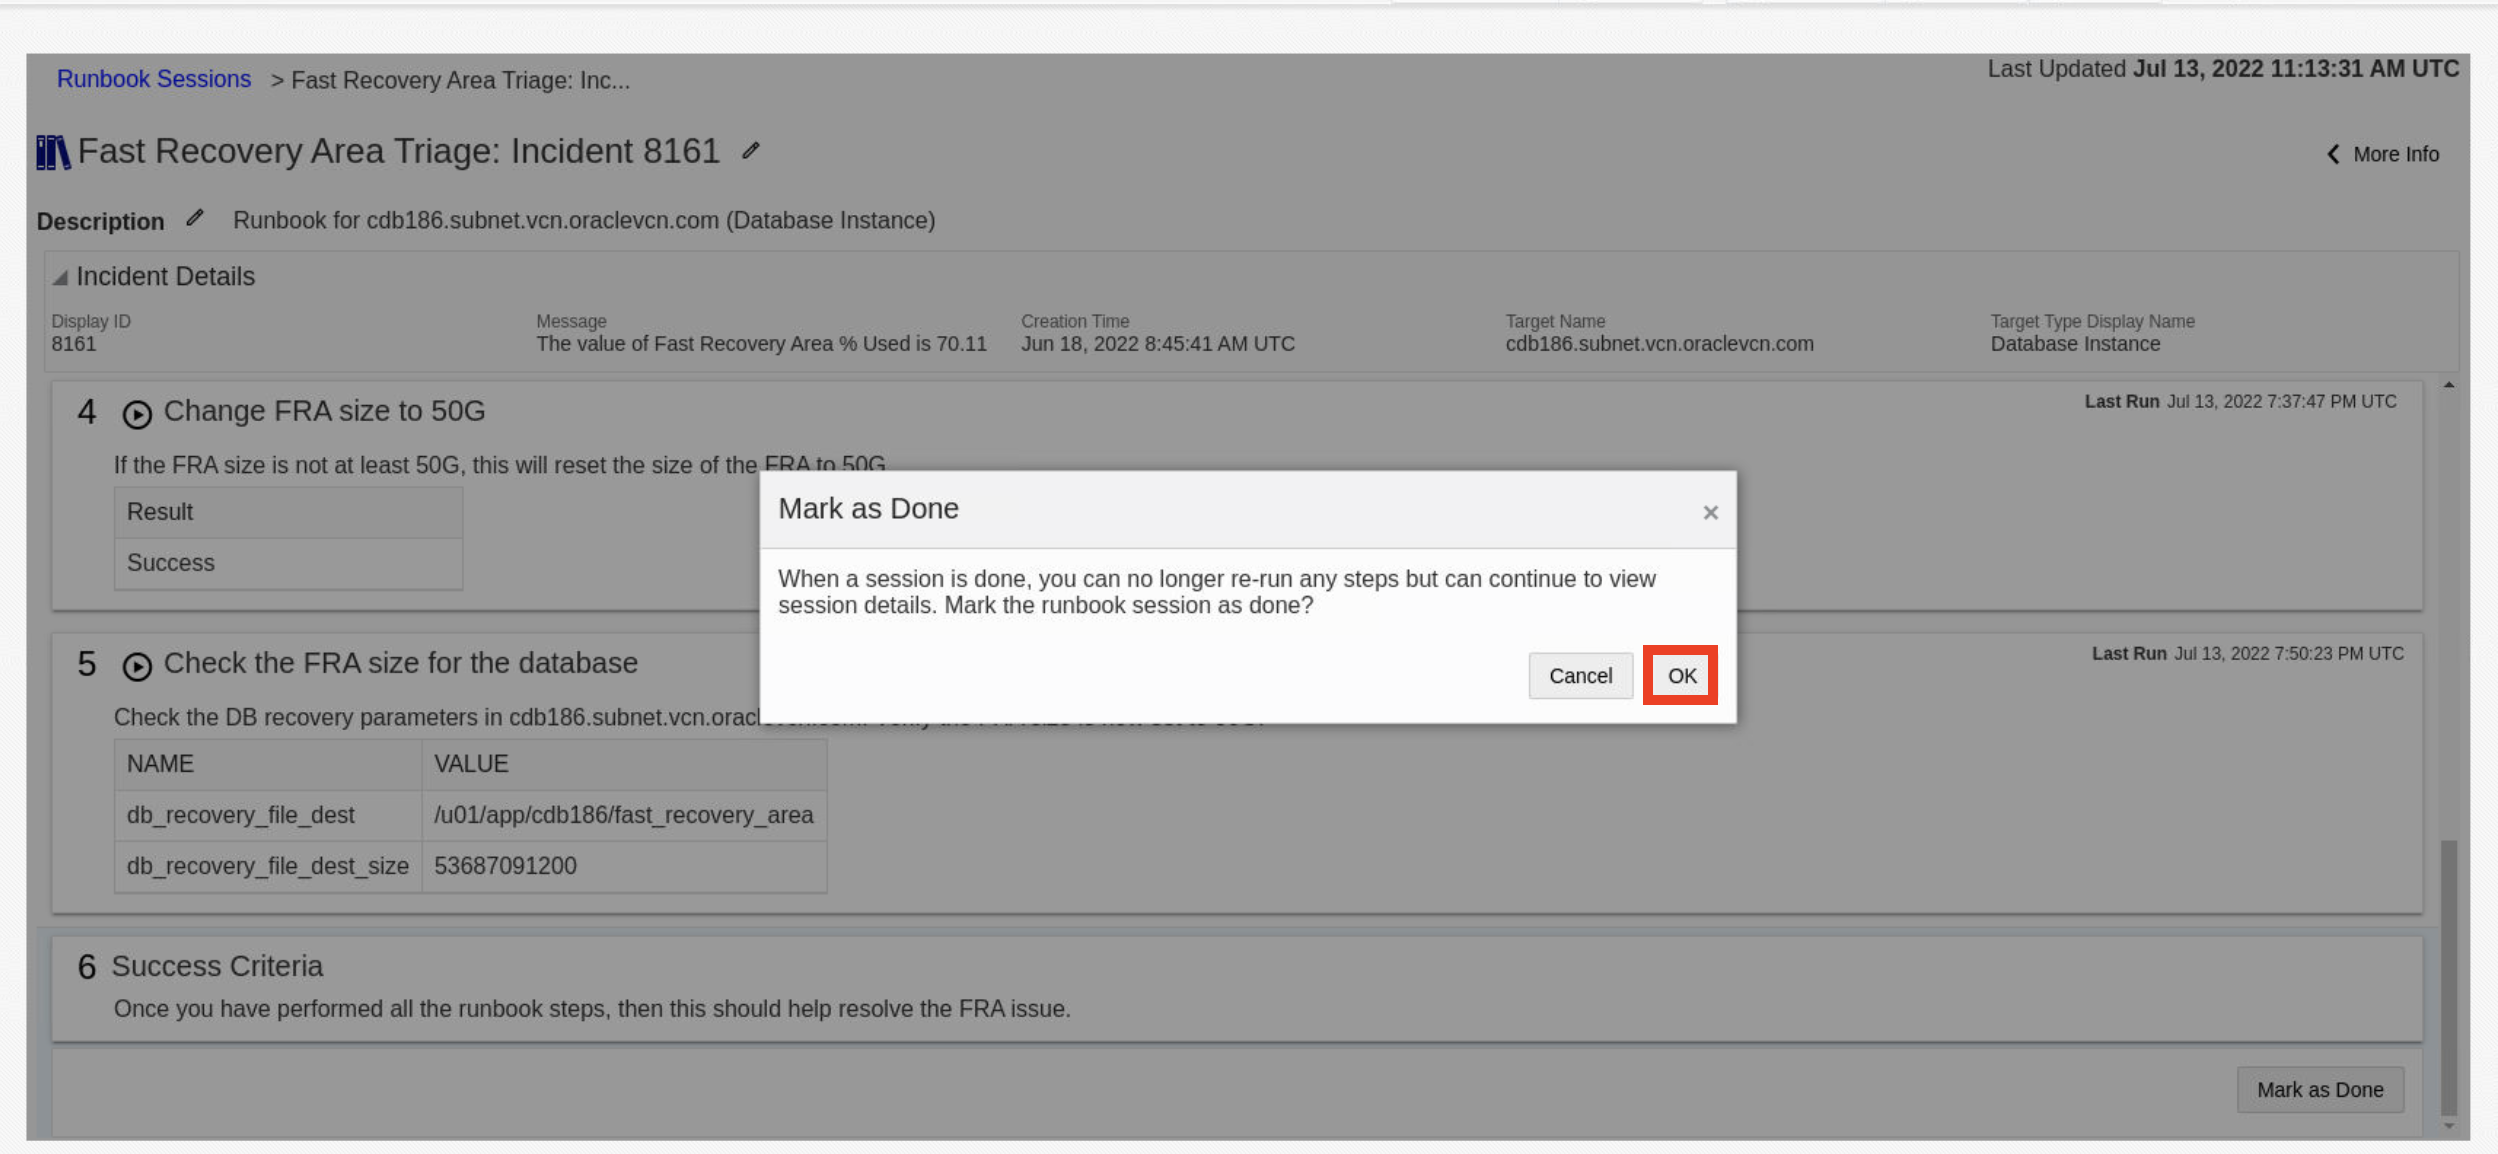 Runbook Sessions > Fast Recovery Area Triage: Inc...
Last Updated Jul 13, 2022 11:13:31 AM UTC
Fast Recovery Area Triage: Incident 8161
More Info
Description Runbook for cdb186.subnet.vcn.oraclevcn.com (Database Instance)
Incident Details
Display ID
8161
Message
The value of Fast Recovery Area % Used is 70.11
Creation Time
Jun 18, 2022 8:45:41 AM UTC
Target Name
cdb186.subnet.vcn.oraclevcn.com
Target Type Display Name
Database Instance
4 Change FRA size to 50G
Last Run Jul 13, 2022 7:37:47 PM UTC
If the FRA size is not at least 50G, this will reset the size of the FRA to 50G
Result
Success
Mark as Done
×
When a session is done, you can no longer re-run any steps but can continue to view
session details. Mark the runbook session as done?
Cancel OK
5 Check the FRA size for the database
Last Run Jul 13, 2022 7:50:23 PM UTC
Check the DB recovery parameters in cdb186.subnet.vcn.orac
NAME VALUE
db_recovery_file_dest /u01/app/cdb186/fast_recovery_area
db_recovery_file_dest_size 53687091200
6 Success Criteria
Once you have performed all the runbook steps, then this should help resolve the FRA issue.
Mark as Done